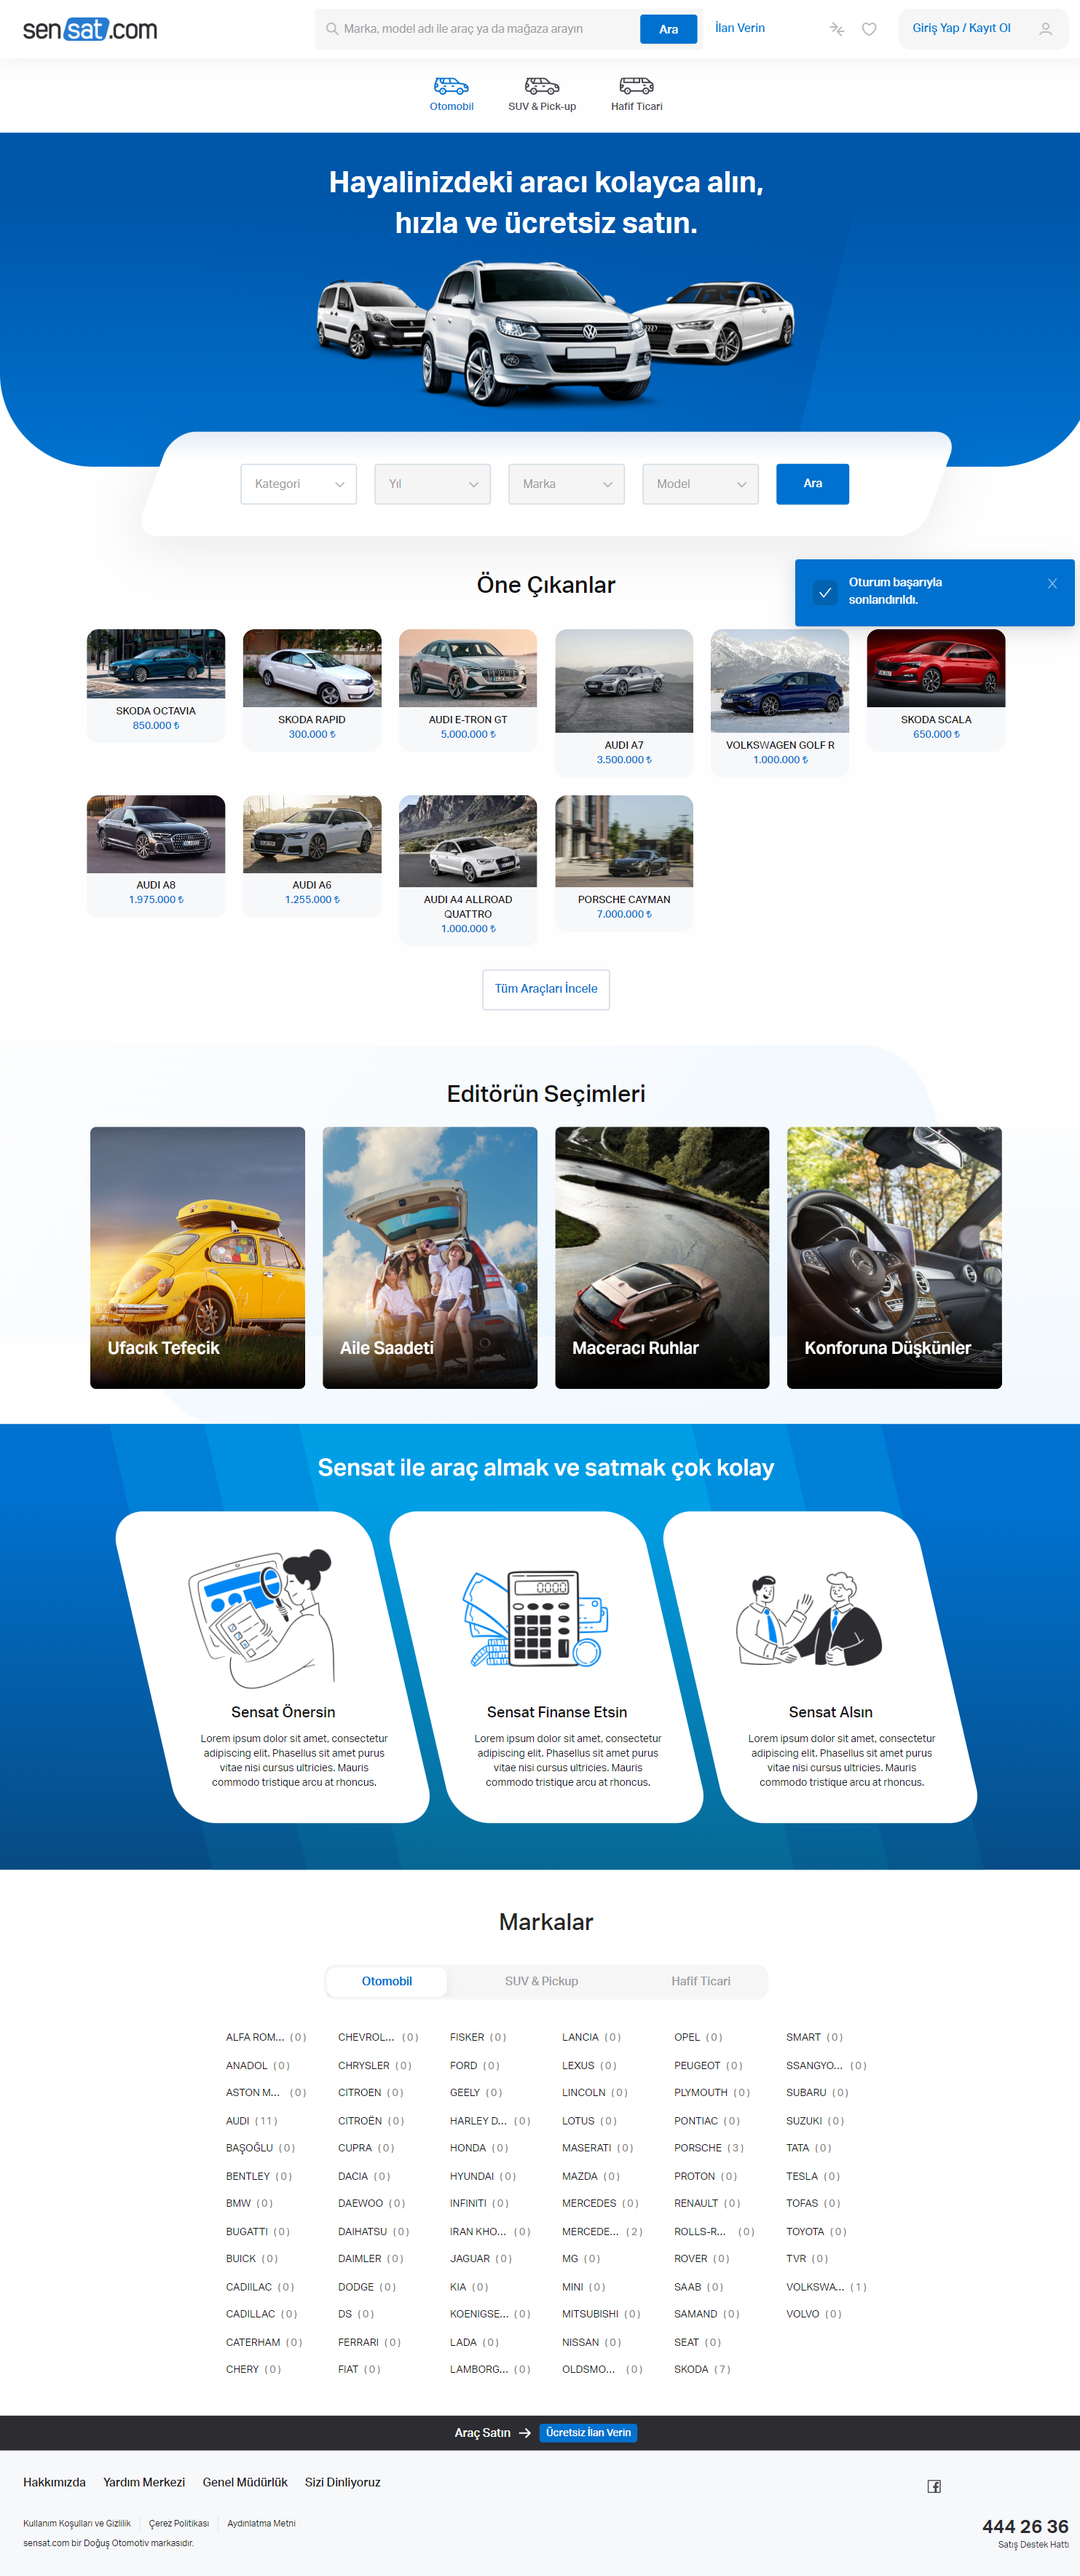 sensat.com
Marka, model adı ile araç ya da mağaza arayın
Ara
İlan Verin
Giriş Yap / Kayıt Ol
Otomobil
SUV & Pick-up
Hafif Ticari
Hayalinizdeki aracı kolayca alın,
hızla ve ücretsiz satın.
Kategori
Yıl
Marka
Model
Ara
Öne Çıkanlar
Oturum başarıyla
sonlandırıldı.
SKODA OCTAVIA
850.000 ₺
SKODA RAPID
300.000 ₺
AUDI E-TRON GT
5.000.000 ₺
AUDI A7
3.500.000 ₺
VOLKSWAGEN GOLF R
1.000.000 ₺
SKODA SCALA
650.000 ₺
AUDI A8
1.975.000 ₺
AUDI A6
1.255.000 ₺
AUDI A4 ALLROAD
QUATTRO
1.000.000 ₺
PORSCHE CAYMAN
7.000.000 ₺
Tüm Araçları İncele
Editörün Seçimleri
Ufacık Tefecik
Aile Saadeti
Maceracı Ruhlar
Konforuna Düşkünler
Sensat ile araç almak ve satmak çok kolay
Sensat Önersin
Lorem ipsum dolor sit amet, consectetur
adipiscing elit. Phasellus sit amet purus
vitae nisi cursus ultricies. Mauris
commodo tristique arcu at rhoncus.
Sensat Finanse Etsin
Lorem ipsum dolor sit amet, consectetur
adipiscing elit. Phasellus sit amet purus
vitae nisi cursus ultricies. Mauris
commodo tristique arcu at rhoncus.
Sensat Alsın
Lorem ipsum dolor sit amet, consectetur
adipiscing elit. Phasellus sit amet purus
vitae nisi cursus ultricies. Mauris
commodo tristique arcu at rhoncus.
Markalar
Otomobil
SUV & Pickup
Hafif Ticari
ALFA ROM... (0)
ANADOL (0)
ASTON M... (0)
AUDI (11)
BAŞOĞLU (0)
BENTLEY (0)
BMW (0)
BUGATTI (0)
BUICK (0)
CADIILAC (0)
CADILLAC (0)
CATERHAM (0)
CHERY (0)
CHEVROL... (0)
CHRYSLER (0)
CITROEN (0)
CITROËN (0)
CUPRA (0)
DACIA (0)
DAEWOO (0)
DAIHATSU (0)
DAIMLER (0)
DODGE (0)
DS (0)
FERRARI (0)
FIAT (0)
FISKER (0)
FORD (0)
GEELY (0)
HARLEY D... (0)
HONDA (0)
HYUNDAI (0)
INFINITI (0)
IRAN KHO... (0)
JAGUAR (0)
KIA (0)
KOENIGSE... (0)
LADA (0)
LAMBORG... (0)
LANCIA (0)
LEXUS (0)
LINCOLN (0)
LOTUS (0)
MASERATI (0)
MAZDA (0)
MERCEDES (0)
MERCEDE... (2)
MG (0)
MINI (0)
MITSUBISHI (0)
NISSAN (0)
OLDSMO... (0)
OPEL (0)
PEUGEOT (0)
PLYMOUTH (0)
PONTIAC (0)
PORSCHE (3)
PROTON (0)
RENAULT (0)
ROLLS-R... (0)
ROVER (0)
SAAB (0)
SAMAND (0)
SEAT (0)
SKODA (7)
SMART (0)
SSANGYO... (0)
SUBARU (0)
SUZUKI (0)
TATA (0)
TESLA (0)
TOFAS (0)
TOYOTA (0)
TVR (0)
VOLKSWA... (1)
VOLVO (0)
Araç Satın → Ücretsiz İlan Verin
Hakkımızda
Yardım Merkezi
Genel Müdürlük
Sizi Dinliyoruz
Kullanım Koşulları ve Gizlilik
Çerez Politikası
Aydınlatma Metni
sensat.com bir Doğuş Otomotiv markasıdır.
444 26 36
Satış Destek Hattı